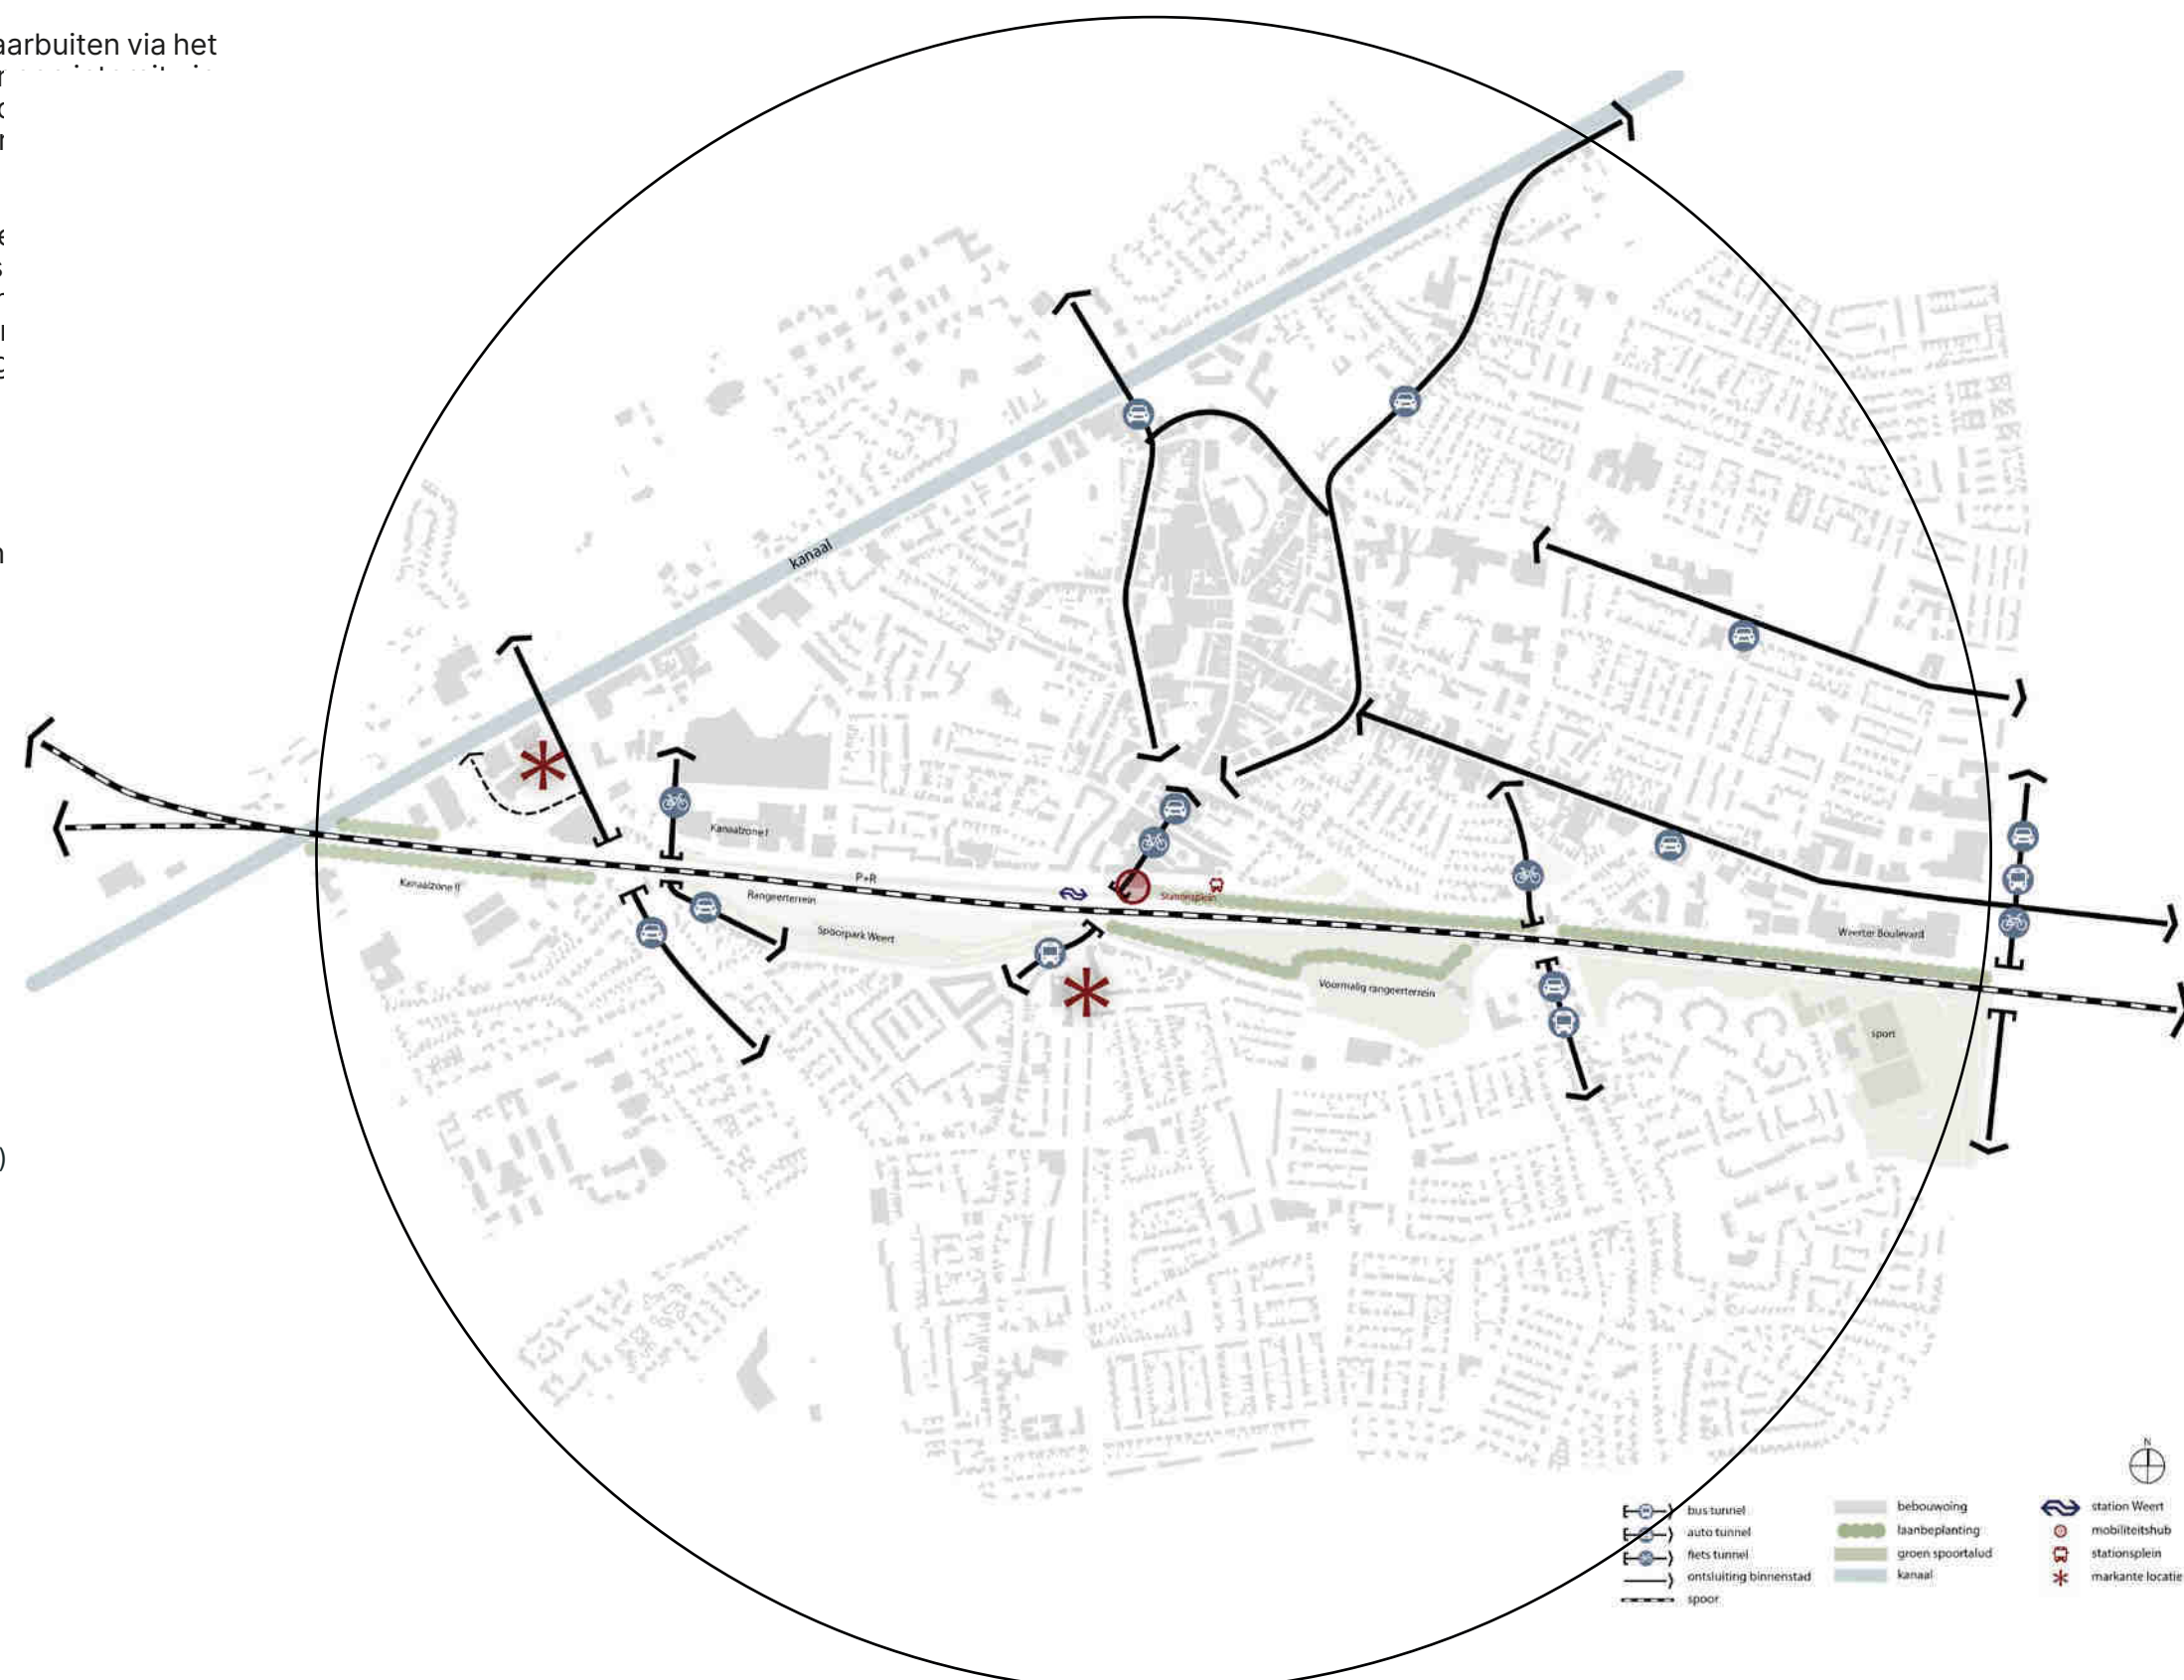 aarbuiten via het
kanaal
Kanaalzone I
P+R
Kanaalzone II
Rangeerterrein
Stationsplein
Spoorpark Weert
Weerter Boulevard
Voormalig rangeerterrein
sport
N
bus tunnel
auto tunnel
fiets tunnel
ontsluiting binnenstad
spoor
bebouwing
laanbeplanting
groen spoortalud
kanaal
station Weert
mobiliteitshub
stationsplein
markante locatie